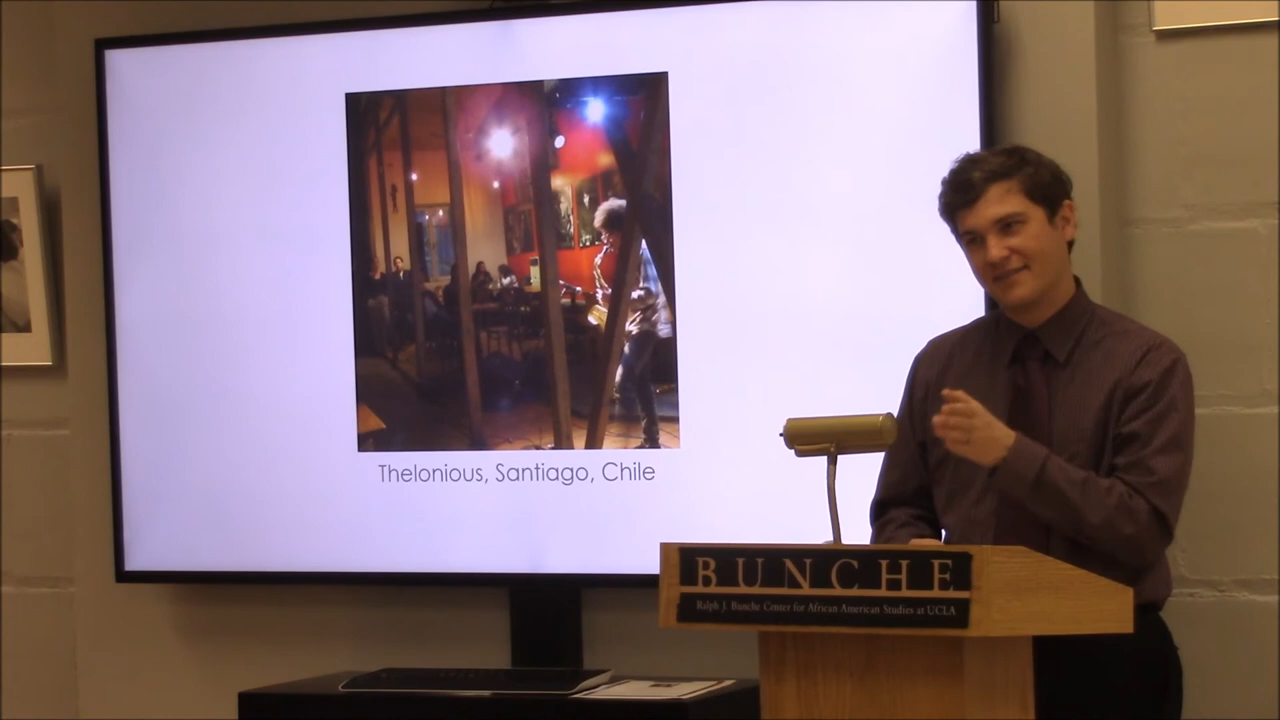 Thelonious, Santiago, Chile
BUNCHE
Ralph J. Bunche Center for African American Studies at UCLA